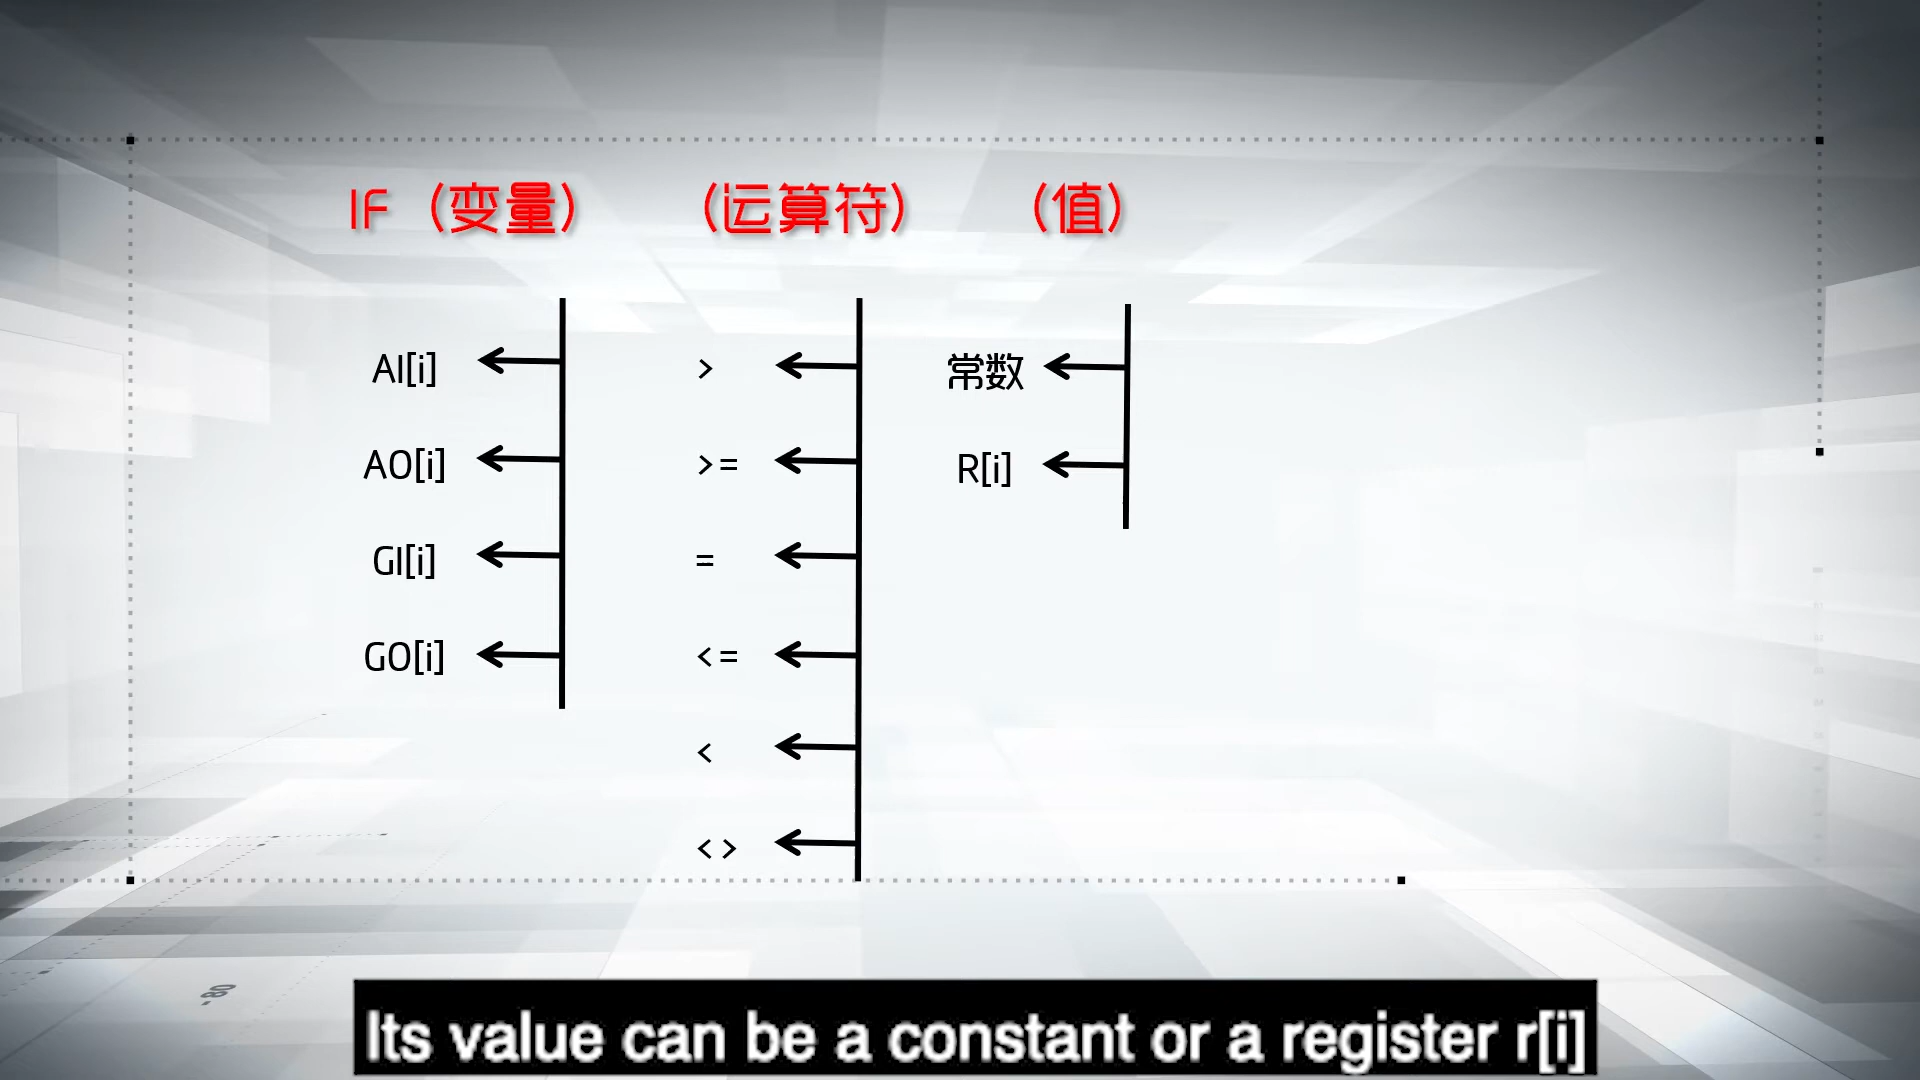 IF（变量） （运算符） （值）
AI[i] > 常数
AO[i] >= R[i]
GI[i] =
GO[i] <=
<
<>
-80
Its value can be a constant or a register r[i]